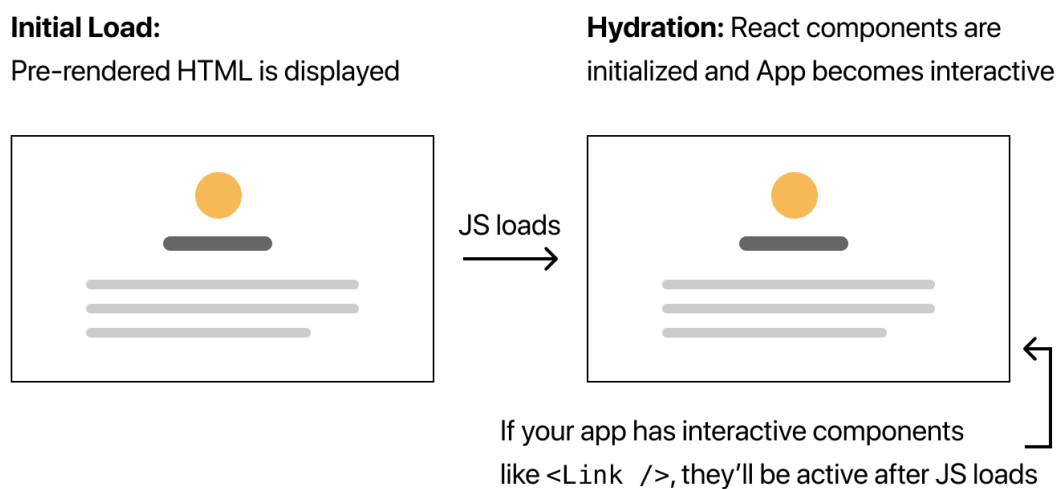 Initial Load:
Pre-rendered HTML is displayed
Hydration: React components are
initialized and App becomes interactive
JS loads
If your app has interactive components
like <Link />, they’ll be active after JS loads